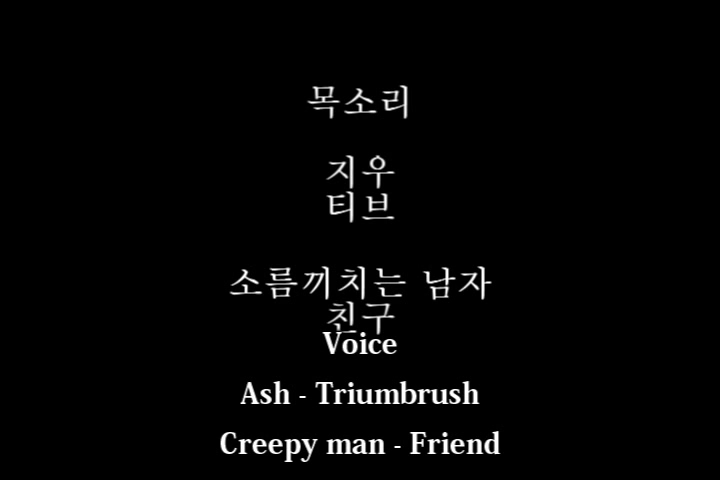 목소리
지우
티브
소름끼치는 남자
친구
Voice
Ash - Triumbrush
Creepy man - Friend